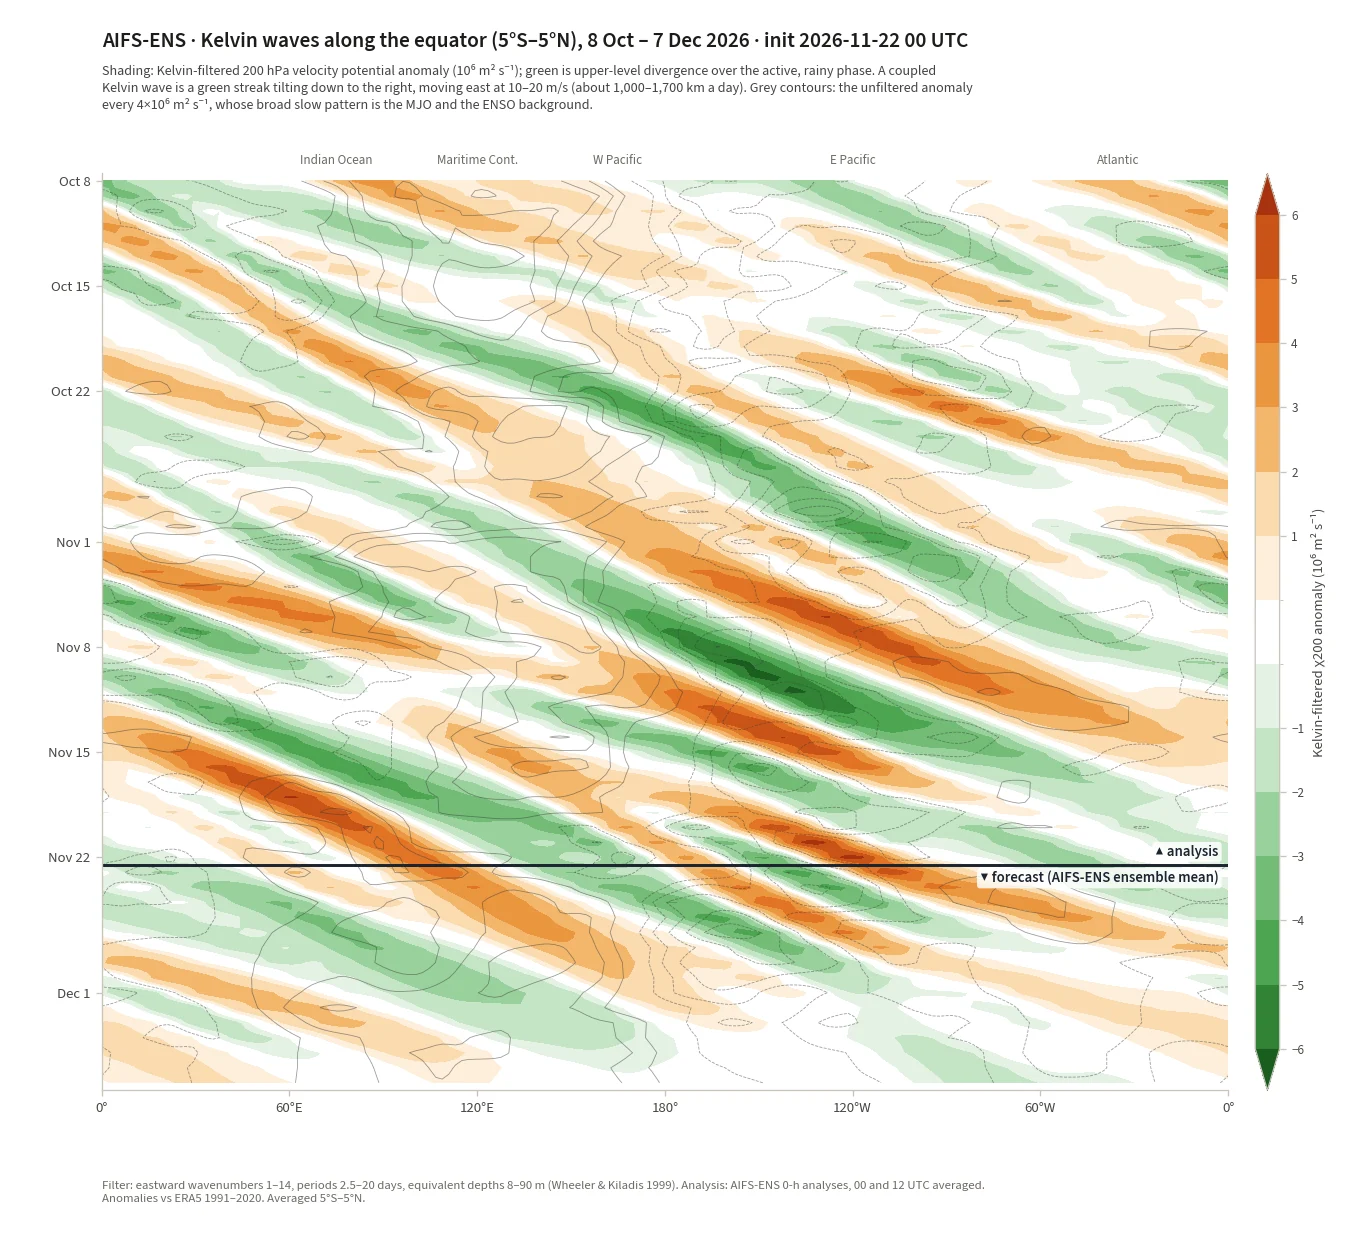 AIFS-ENS · Kelvin waves along the equator (5°S–5°N), 8 Oct – 7 Dec 2026 · init 2026-11-22 00 UTC
Shading: Kelvin-filtered 200 hPa velocity potential anomaly (10⁶ m² s⁻¹); green is upper-level divergence over the active, rainy phase. A coupled
Kelvin wave is a green streak tilting down to the right, moving east at 10–20 m/s (about 1,000–1,700 km a day). Grey contours: the unfiltered anomaly
every 4×10⁶ m² s⁻¹, whose broad slow pattern is the MJO and the ENSO background.
Indian Ocean Maritime Cont. W Pacific E Pacific Atlantic
Oct 8
Oct 15
Oct 22
Nov 1
Nov 8
Nov 15
Nov 22
Dec 1
▲ analysis
▼ forecast (AIFS-ENS ensemble mean)
0° 60°E 120°E 180° 120°W 60°W 0°
6
5
4
3
2
1
−1
−2
−3
−4
−5
−6
Kelvin-filtered χ200 anomaly (10⁶ m² s⁻¹)
Filter: eastward wavenumbers 1–14, periods 2.5–20 days, equivalent depths 8–90 m (Wheeler & Kiladis 1999). Analysis: AIFS-ENS 0-h analyses, 00 and 12 UTC averaged.
Anomalies vs ERA5 1991–2020. Averaged 5°S–5°N.